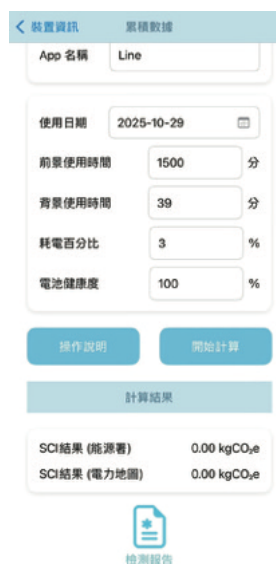 裝置資訊 累積數據
App 名稱 Line
使用日期 2025-10-29
前景使用時間 1500 分
背景使用時間 39 分
耗電百分比 3 %
電池健康度 100 %
操作說明 開始計算
計算結果
SCI結果 (能源署) 0.00 kgCO₂e
SCI結果 (電力地圖) 0.00 kgCO₂e
檢測報告